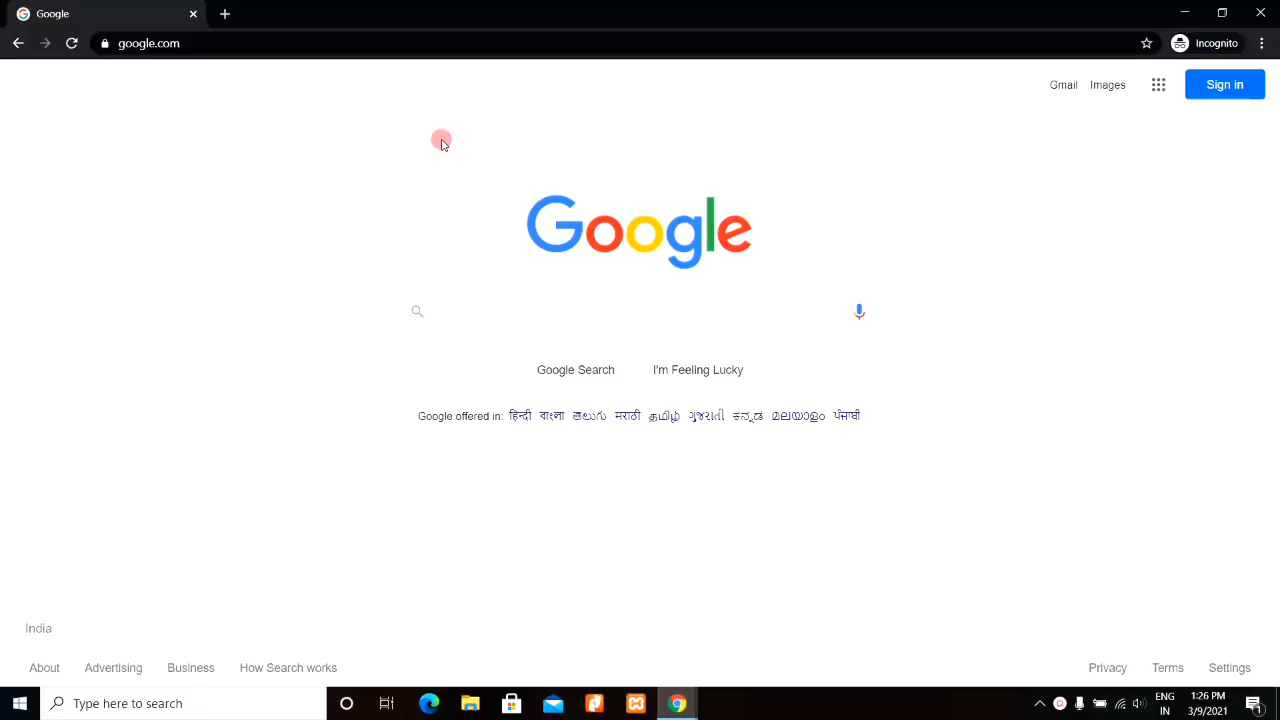 Google
google.com
Incognito
Gmail Images Sign in
Google
Google Search I'm Feeling Lucky
Google offered in: हिन्दी বাংলা తెలుగు मराठी தமிழ் ગુજરાતી ಕನ್ನಡ മലയാളം ਪੰਜਾਬੀ
India
About Advertising Business How Search works Privacy Terms Settings
Type here to search
ENG
IN
1:26 PM
3/9/2021
1